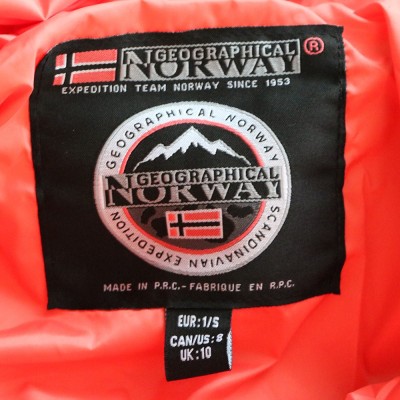 GEOGRAPHICAL
NORWAY ®
EXPEDITION TEAM NORWAY SINCE 1953
GEOGRAPHICAL NORWAY
GEOGRAPHICAL
NORWAY
SCANDINAVIAN EXPEDITION
MADE IN P.R.C.- FABRIQUE EN R.P.C.
EUR:1/S
CAN/US: 8
UK: 10